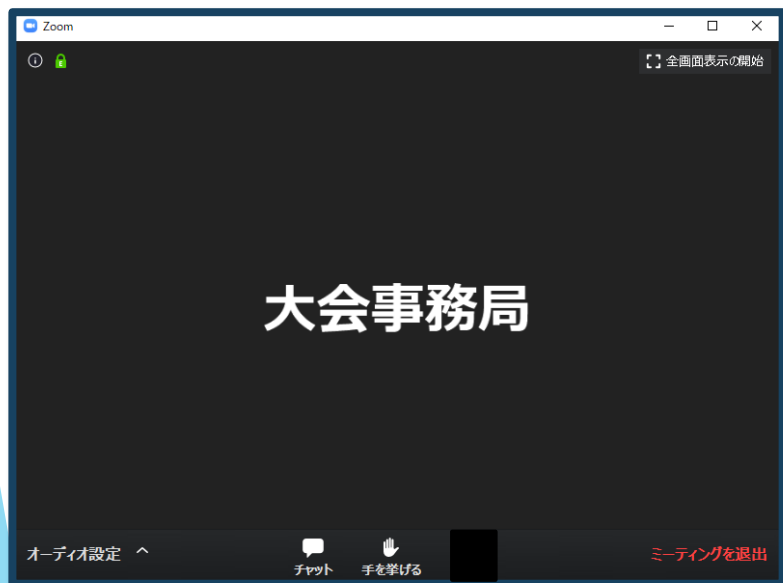 Zoom
全画面表示の開始
大会事務局
オーディオ設定
チャット
手を挙げる
ミーティングを退出